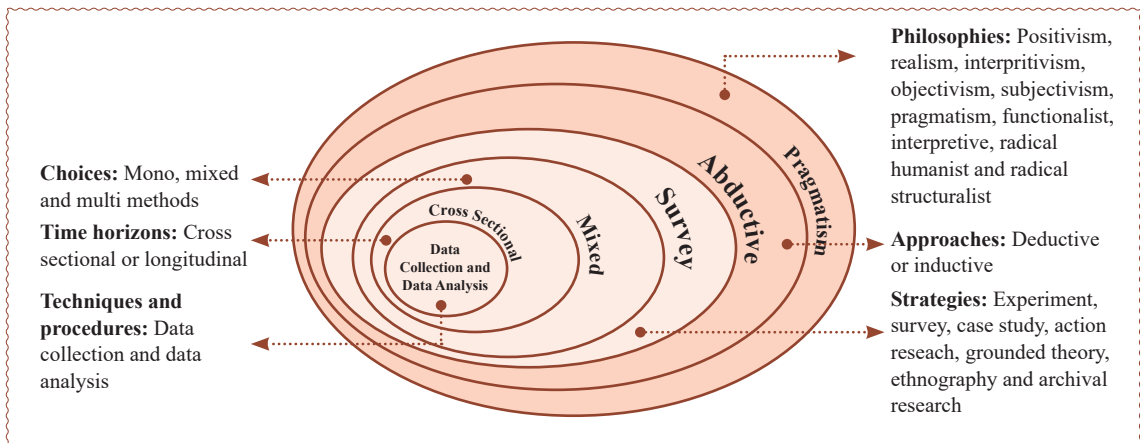 Choices: Mono, mixed
and multi methods
Time horizons: Cross
sectional or longitudinal
Techniques and
procedures: Data
collection and data
analysis
Data
Collection and
Data Analysis
Cross Sectional
Mixed
Survey
Abductive
Pragmatism
Philosophies: Positivism,
realism, interpritivism,
objectivism, subjectivism,
pragmatism, functionalist,
interpretive, radical
humanist and radical
structuralist
Approaches: Deductive
or inductive
Strategies: Experiment,
survey, case study, action
reseach, grounded theory,
ethnography and archival
research